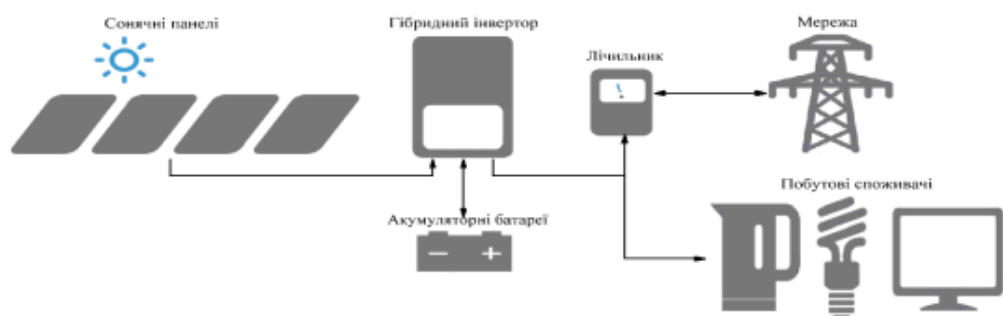 Сонячні панелі
Гібридний інвертор
Лічильник
Мережа
Акумуляторні батареї
Побутові споживачі